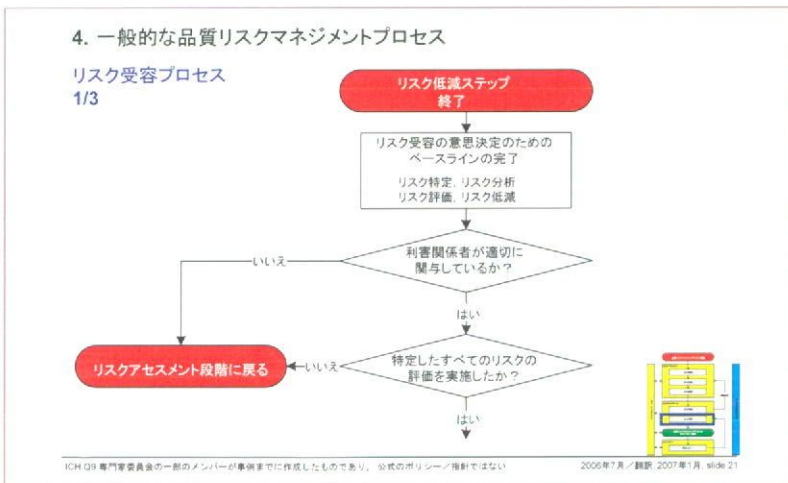 4. 一般的な品質リスクマネジメントプロセス
リスク受容プロセス
1/3
リスク低減ステップ
終了
リスク受容の意思決定のための
ベースラインの完了
リスク特定, リスク分析
リスク評価, リスク低減
利害関係者が適切に
関与しているか？
いいえ
はい
特定したすべてのリスクの
評価を実施したか？
いいえ
リスクアセスメント段階に戻る
はい
ICH Q9 専門家委員会の一部のメンバーが事例までに作成したものであり, 公式のポリシー／指針ではない
2006年7月／翻訳 2007年1月, slide 21